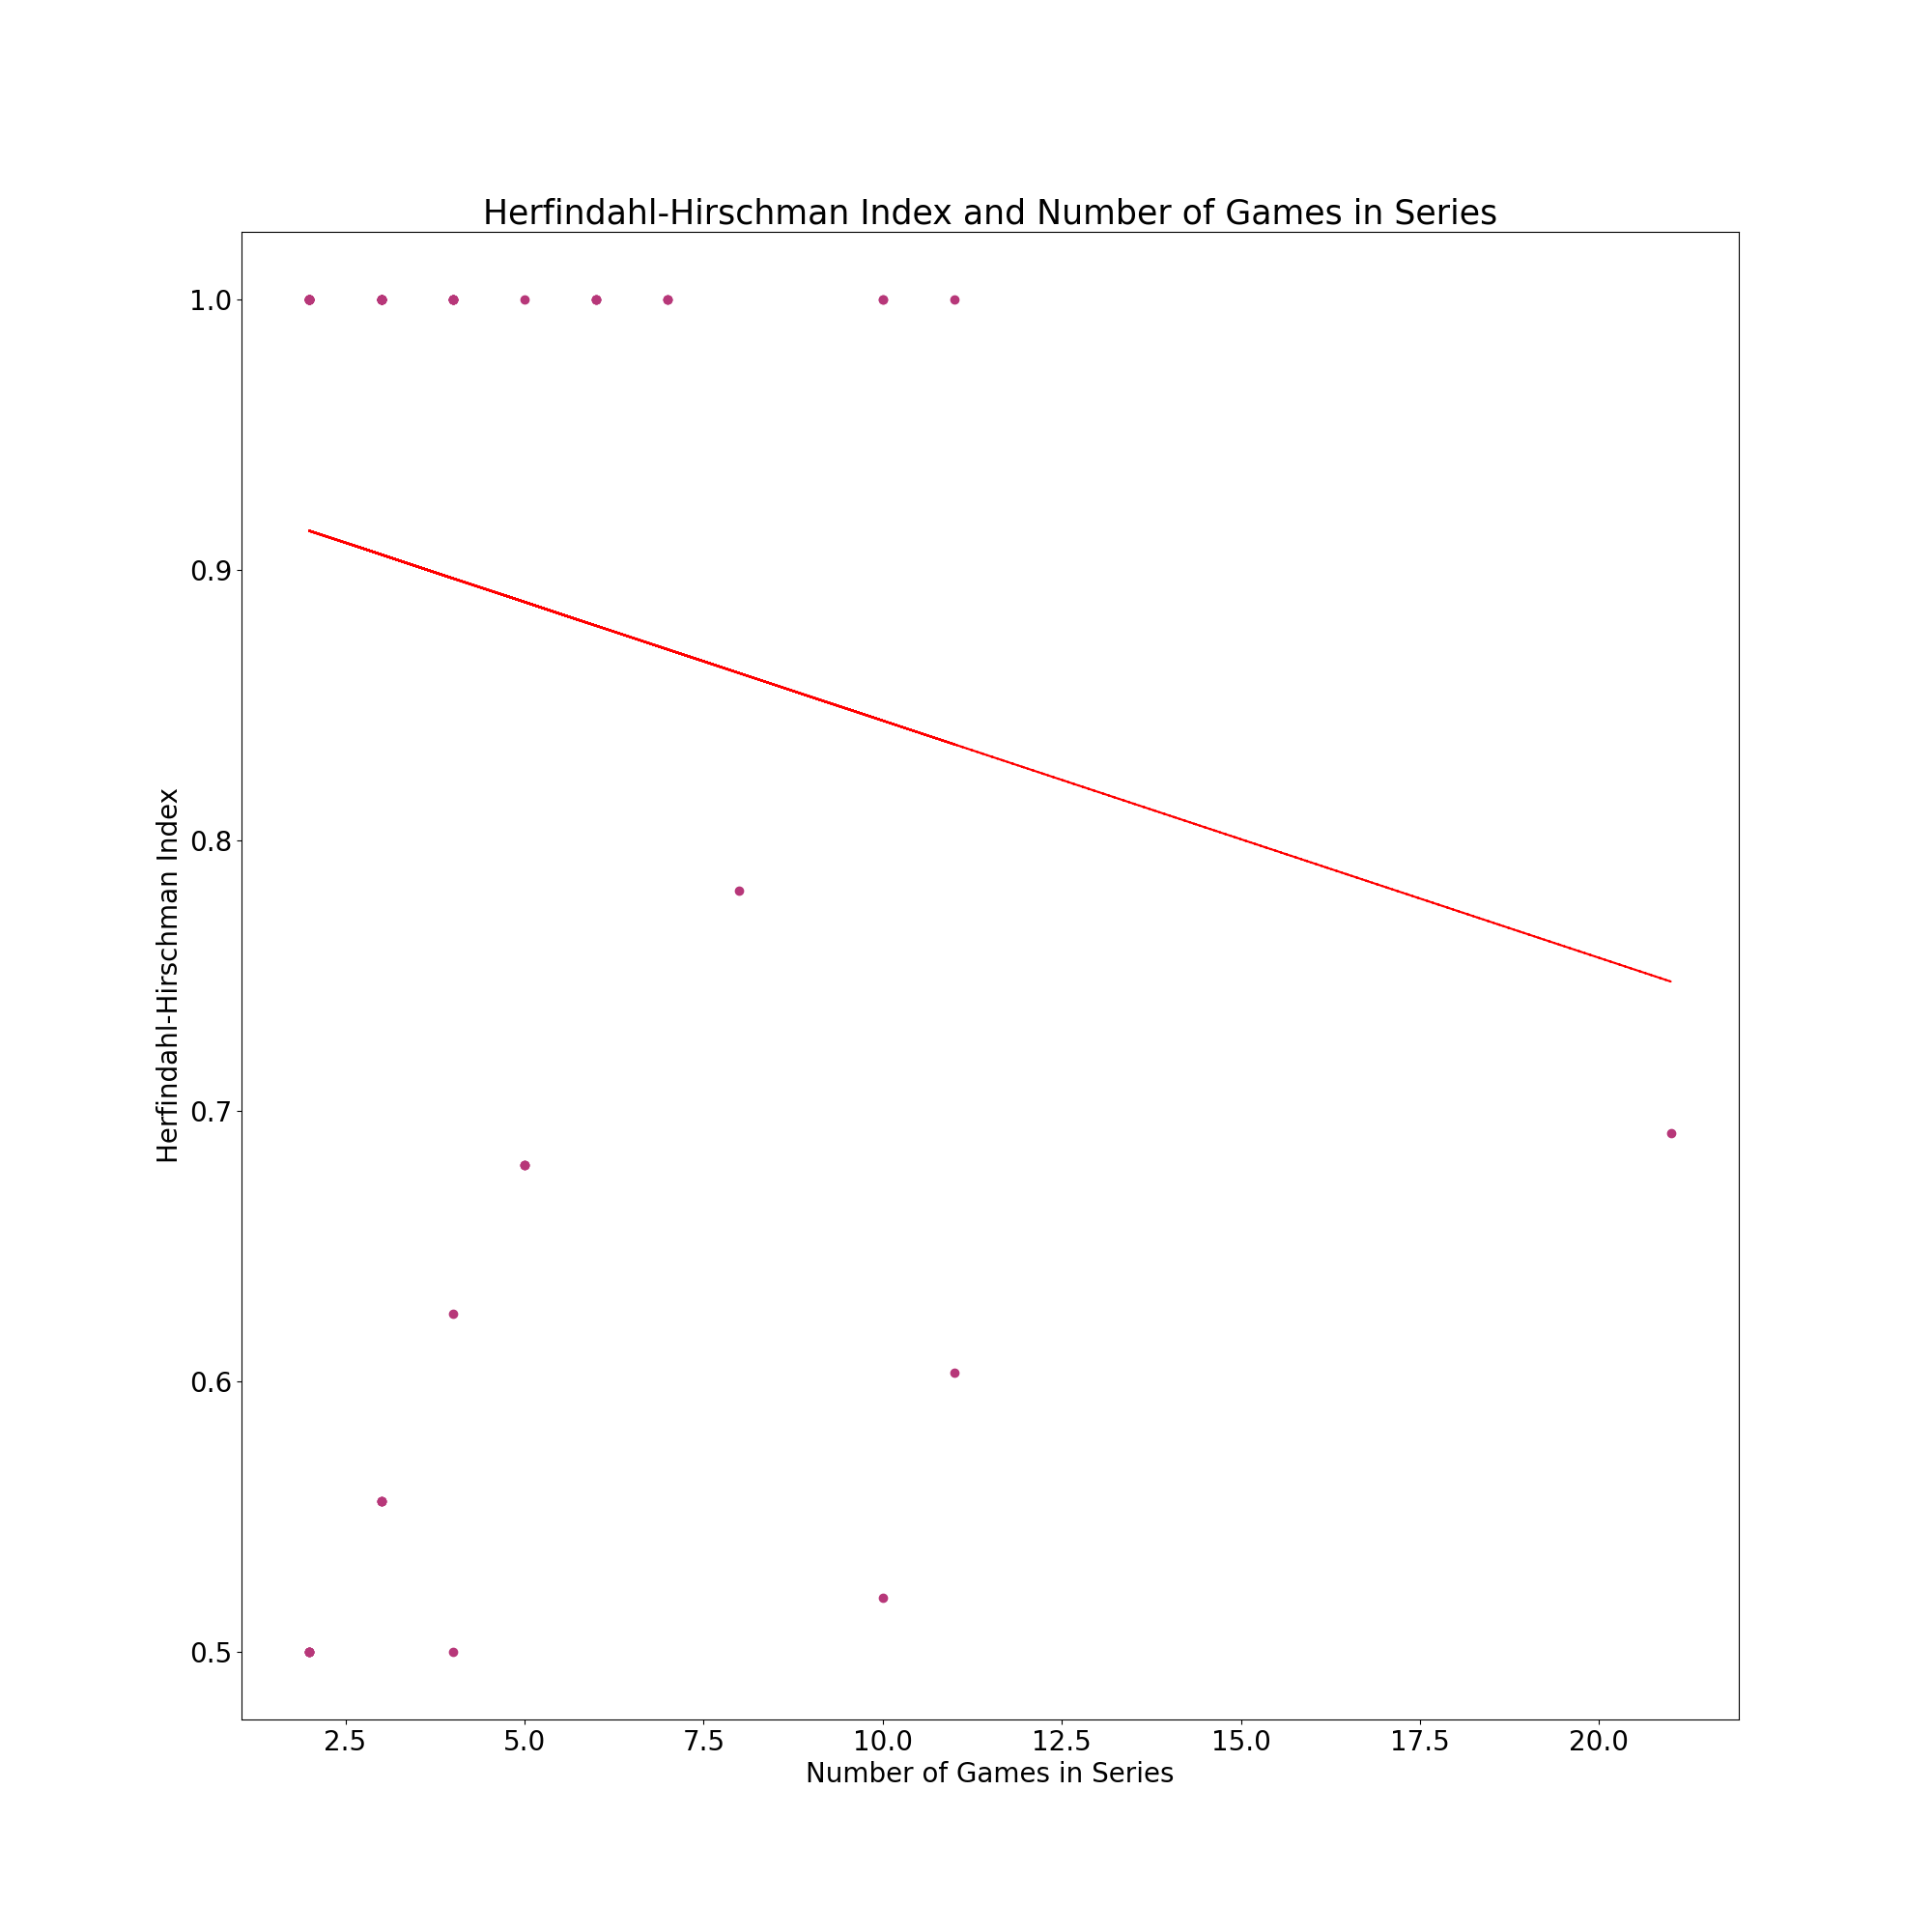 Herfindahl-Hirschman Index and Number of Games in Series
1.0
0.9
0.8
0.7
0.6
0.5
Herfindahl-Hirschman Index
2.5 5.0 7.5 10.0 12.5 15.0 17.5 20.0
Number of Games in Series